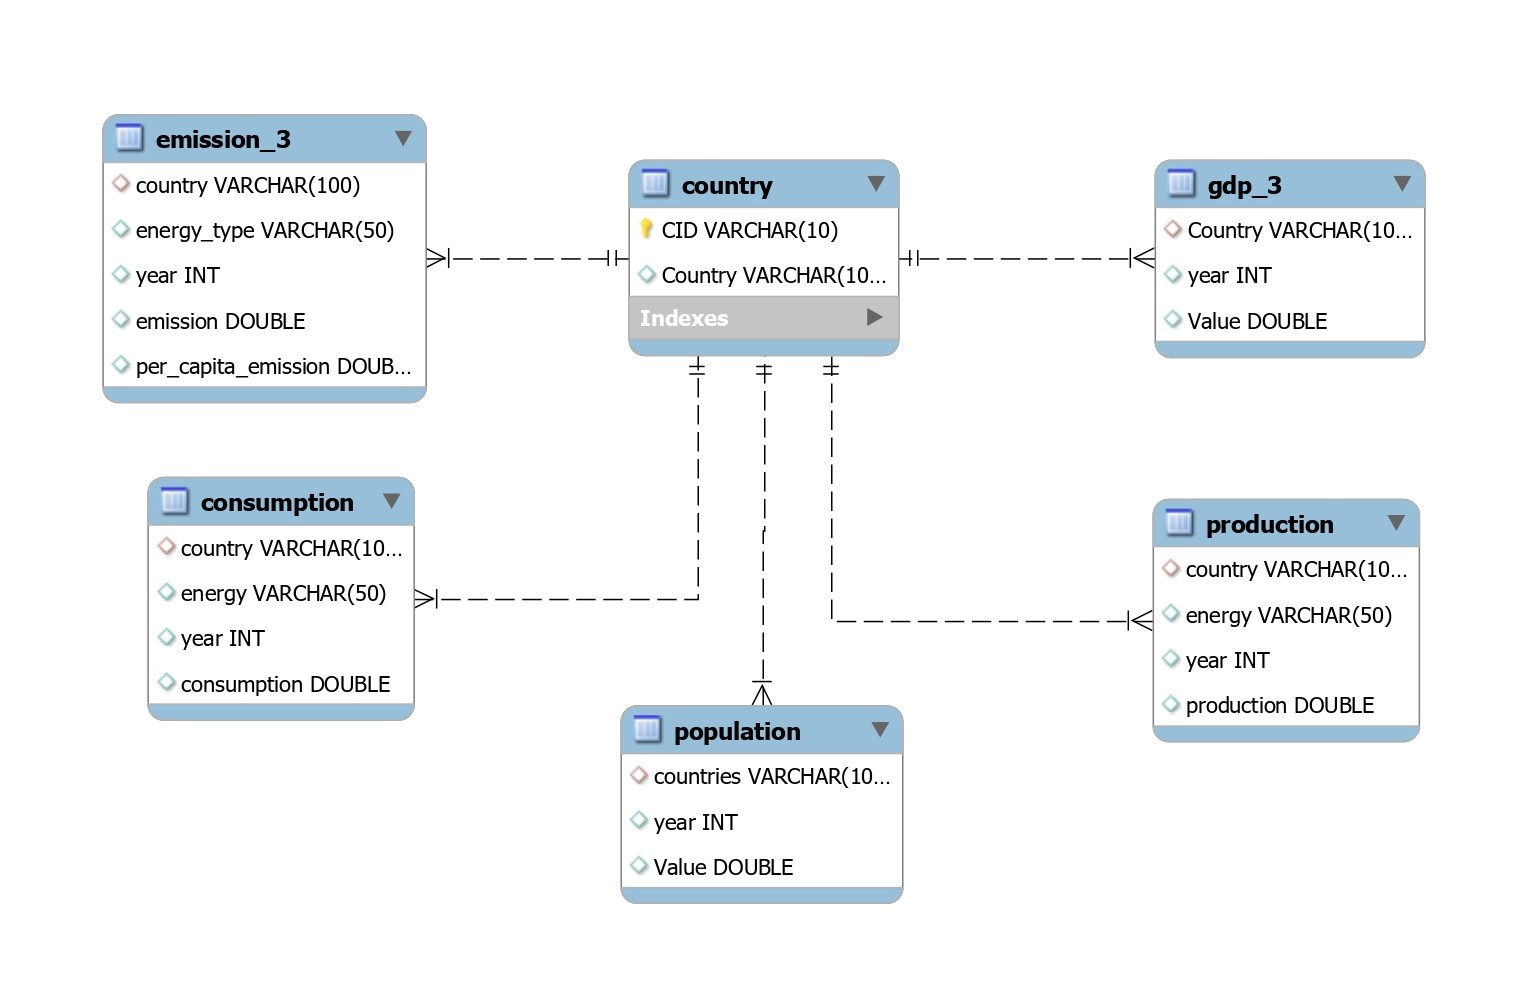 emission_3
country VARCHAR(100)
energy_type VARCHAR(50)
year INT
emission DOUBLE
per_capita_emission DOUB...
country
CID VARCHAR(10)
Country VARCHAR(10...
Indexes
gdp_3
Country VARCHAR(10...
year INT
Value DOUBLE
consumption
country VARCHAR(10...
energy VARCHAR(50)
year INT
consumption DOUBLE
population
countries VARCHAR(10...
year INT
Value DOUBLE
production
country VARCHAR(10...
energy VARCHAR(50)
year INT
production DOUBLE